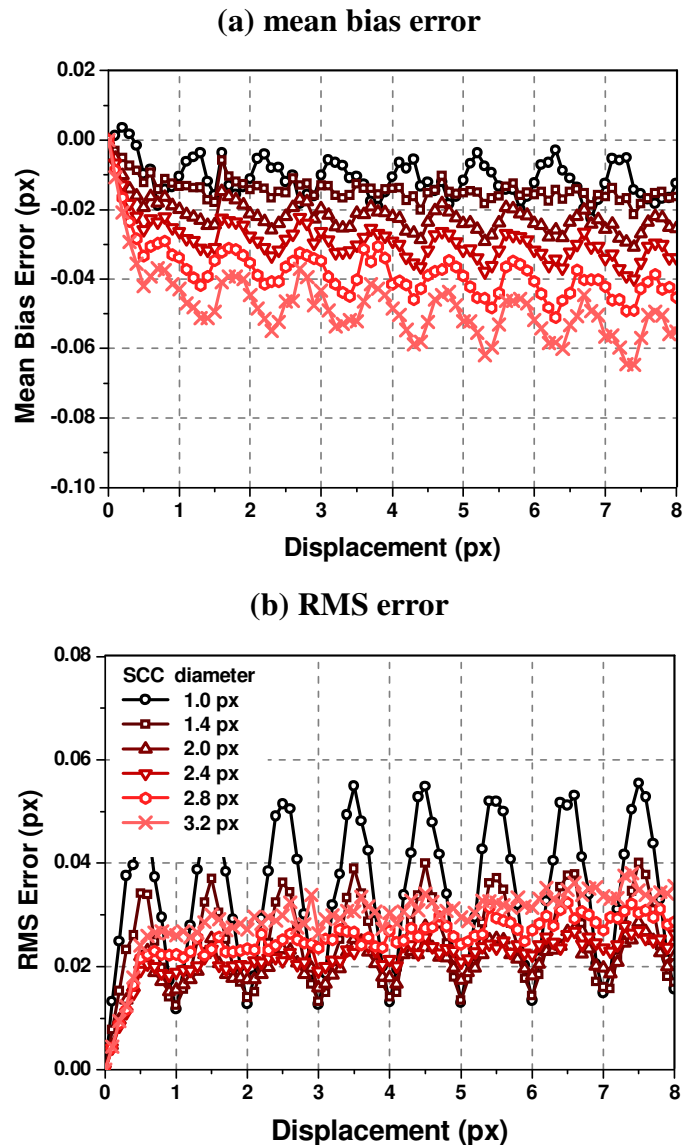 (a) mean bias error
0.02
0.00
-0.02
-0.04
-0.06
-0.08
-0.10
Mean Bias Error (px)
0 1 2 3 4 5 6 7 8
Displacement (px)
(b) RMS error
0.08
0.06
0.04
0.02
0.00
RMS Error (px)
SCC diameter
1.0 px
1.4 px
2.0 px
2.4 px
2.8 px
3.2 px
0 1 2 3 4 5 6 7 8
Displacement (px)